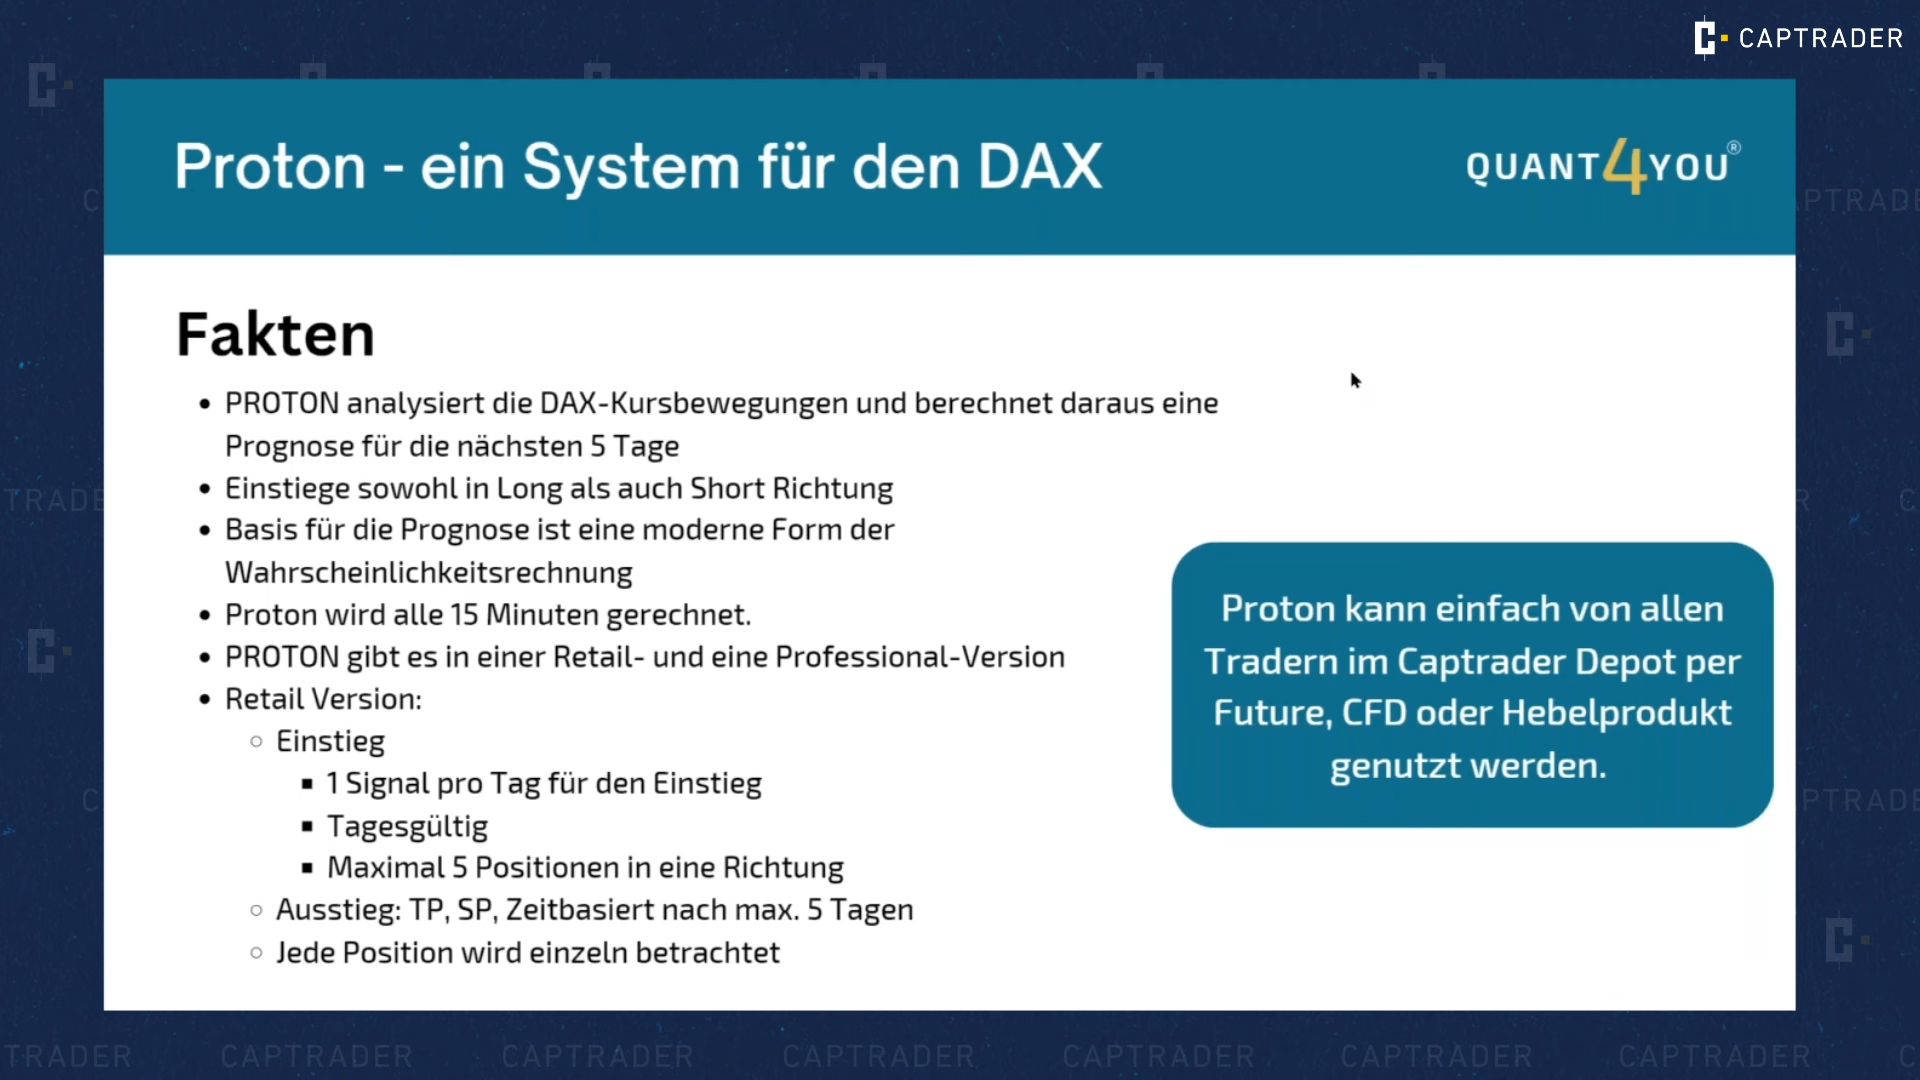 CAPTRADER
Proton - ein System für den DAX
QUANT4YOU®
Fakten
• PROTON analysiert die DAX-Kursbewegungen und berechnet daraus eine
Prognose für die nächsten 5 Tage
• Einstiege sowohl in Long als auch Short Richtung
• Basis für die Prognose ist eine moderne Form der
Wahrscheinlichkeitsrechnung
• Proton wird alle 15 Minuten gerechnet.
• PROTON gibt es in einer Retail- und eine Professional-Version
• Retail Version:
○ Einstieg
▪ 1 Signal pro Tag für den Einstieg
▪ Tagesgültig
▪ Maximal 5 Positionen in eine Richtung
○ Ausstieg: TP, SP, Zeitbasiert nach max. 5 Tagen
○ Jede Position wird einzeln betrachtet
Proton kann einfach von allen
Tradern im Captrader Depot per
Future, CFD oder Hebelprodukt
genutzt werden.
TRADER CAPTRADER CAPTRADER CAPTRADER CAPTRADER CAPTRADER CAPTRADER